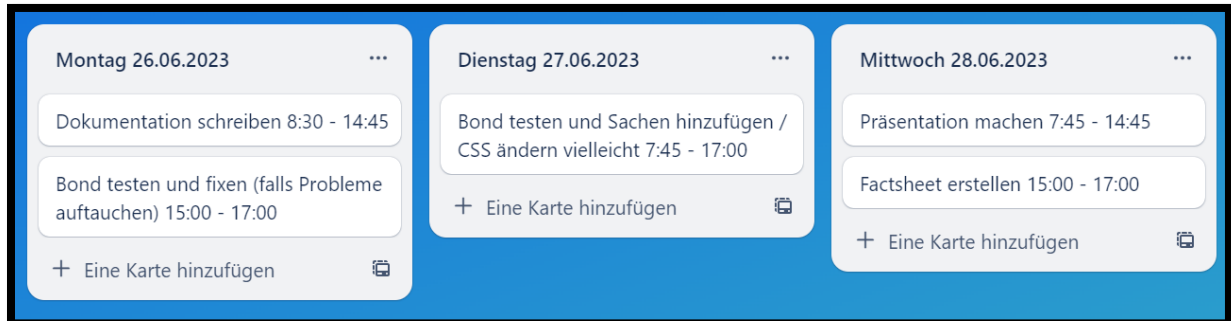 Montag 26.06.2023
Dokumentation schreiben 8:30 - 14:45
Bond testen und fixen (falls Probleme
auftauchen) 15:00 - 17:00
Eine Karte hinzufügen
Dienstag 27.06.2023
Bond testen und Sachen hinzufügen /
CSS ändern vielleicht 7:45 - 17:00
Eine Karte hinzufügen
Mittwoch 28.06.2023
Präsentation machen 7:45 - 14:45
Factsheet erstellen 15:00 - 17:00
Eine Karte hinzufügen